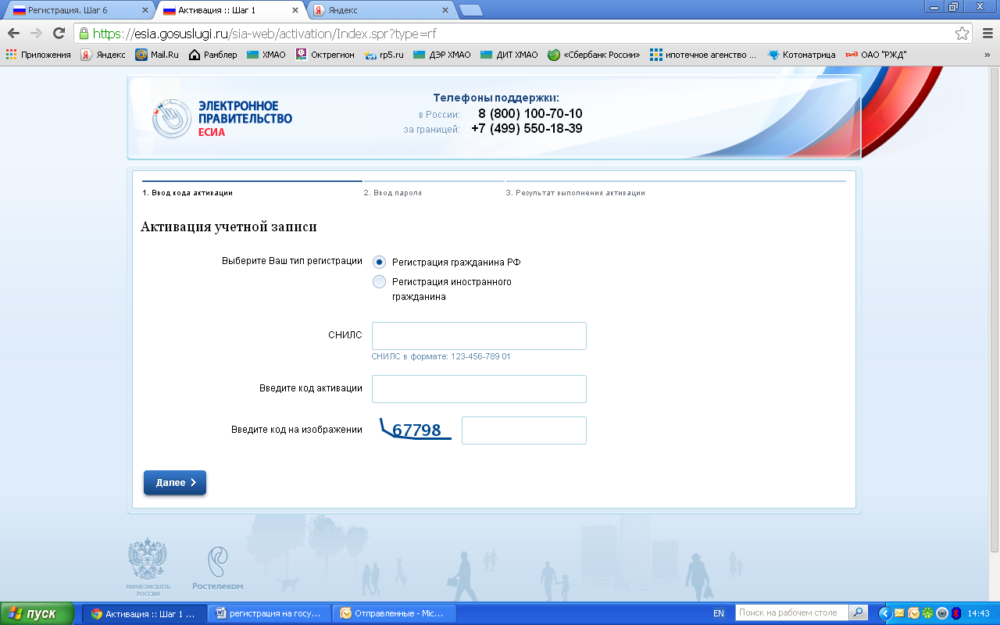 Регистрация. Шаг 6
Активация :: Шаг 1
Яндекс
https://esia.gosuslugi.ru/sia-web/activation/Index.spr?type=rf
Приложения Яндекс Mail.Ru Рамблер ХМАО Октрегион rp5.ru ДЭР ХМАО ДИТ ХМАО «Сбербанк России» ипотечное агенство ... Котоматрица ОАО "РЖД" »
ЭЛЕКТРОННОЕ
ПРАВИТЕЛЬСТВО
ЕСИА
Телефоны поддержки:
в России: 8 (800) 100-70-10
за границей: +7 (499) 550-18-39
1. Ввод кода активации 2. Ввод пароля 3. Результат выполнения активации
Активация учетной записи
Выберите Ваш тип регистрации
Регистрация гражданина РФ
Регистрация иностранного
гражданина
СНИЛС
СНИЛС в формате: 123-456-789 01
Введите код активации
Введите код на изображении 67798
Далее
МИНКОМСВЯЗЬ
РОССИИ
Ростелеком
пуск
Активация :: Шаг 1 ...
регистрация на госу...
Отправленные - Mic...
EN
Поиск на рабочем столе
14:43